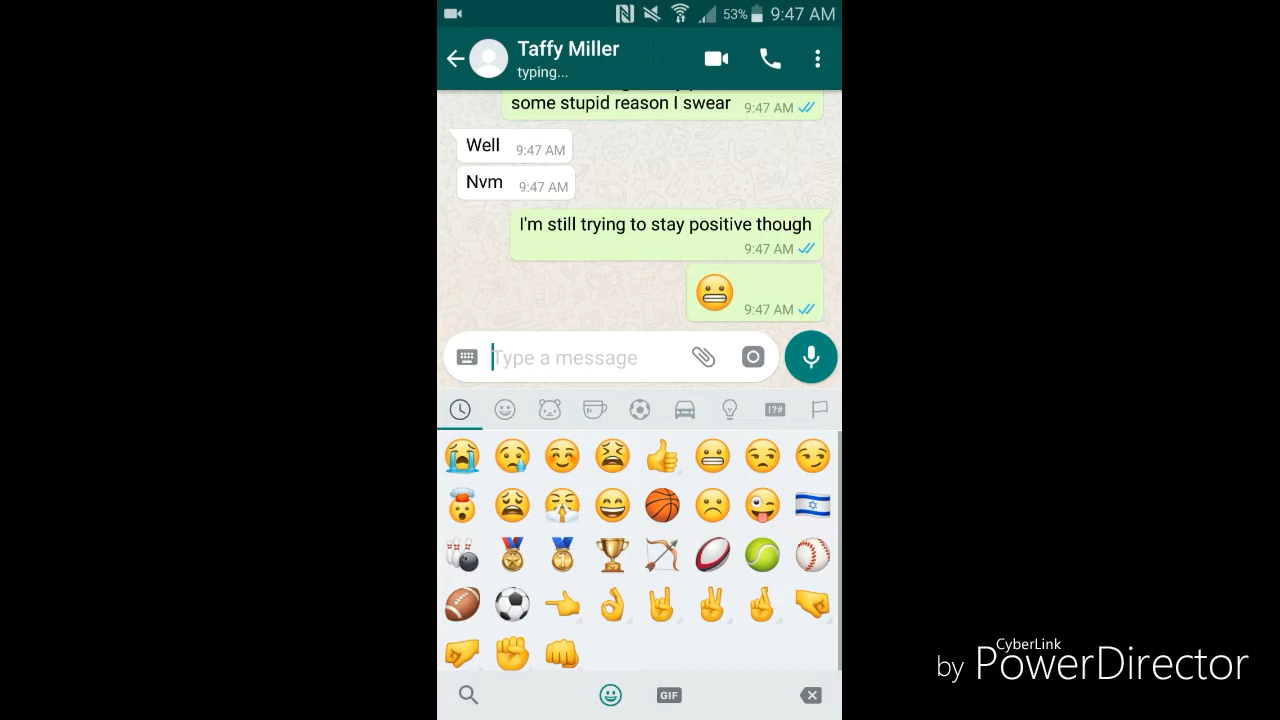 53% 9:47 AM
Taffy Miller
typing...
some stupid reason I swear 9:47 AM
Well 9:47 AM
Nvm 9:47 AM
I'm still trying to stay positive though
9:47 AM
9:47 AM
Type a message
!?#
GIF
CyberLink
by PowerDirector